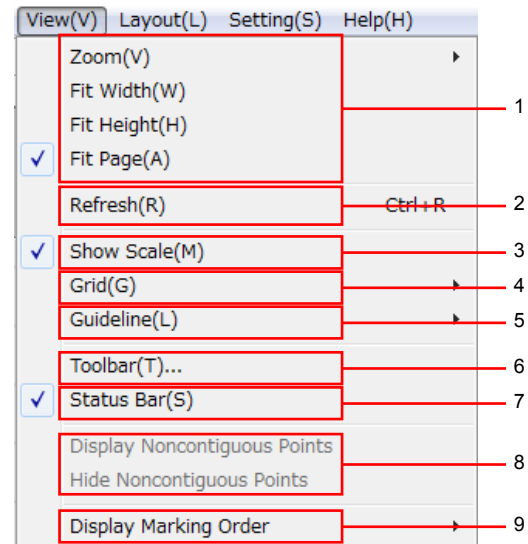 View(V) Layout(L) Setting(S) Help(H)
Zoom(V)
Fit Width(W)
1
Fit Height(H)
Fit Page(A)
Refresh(R) Ctrl+R 2
Show Scale(M) 3
Grid(G) 4
Guideline(L) 5
Toolbar(T)... 6
Status Bar(S) 7
Display Noncontiguous Points
8
Hide Noncontiguous Points
Display Marking Order 9